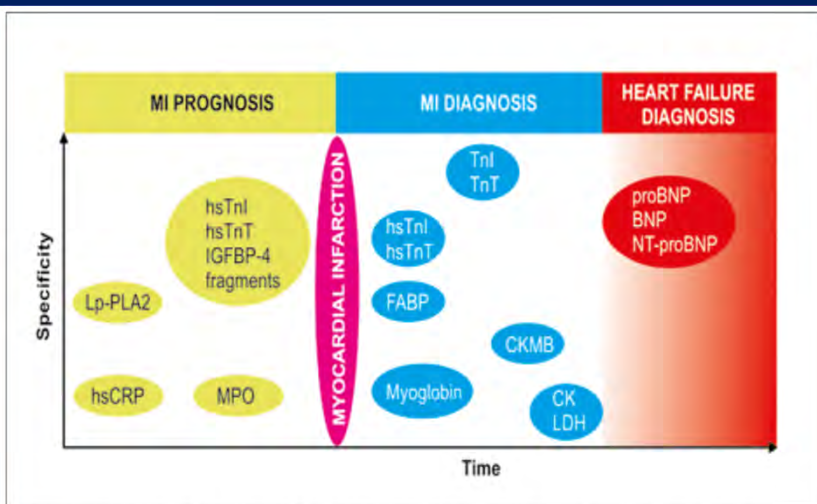 MI PROGNOSIS
MI DIAGNOSIS
HEART FAILURE
DIAGNOSIS
Specificity
hsTnI
hsTnT
IGFBP-4
fragments
Lp-PLA2
hsCRP
MPO
MYOCARDIAL INFARCTION
TnI
TnT
hsTnI
hsTnT
FABP
CKMB
Myoglobin
CK
LDH
proBNP
BNP
NT-proBNP
Time